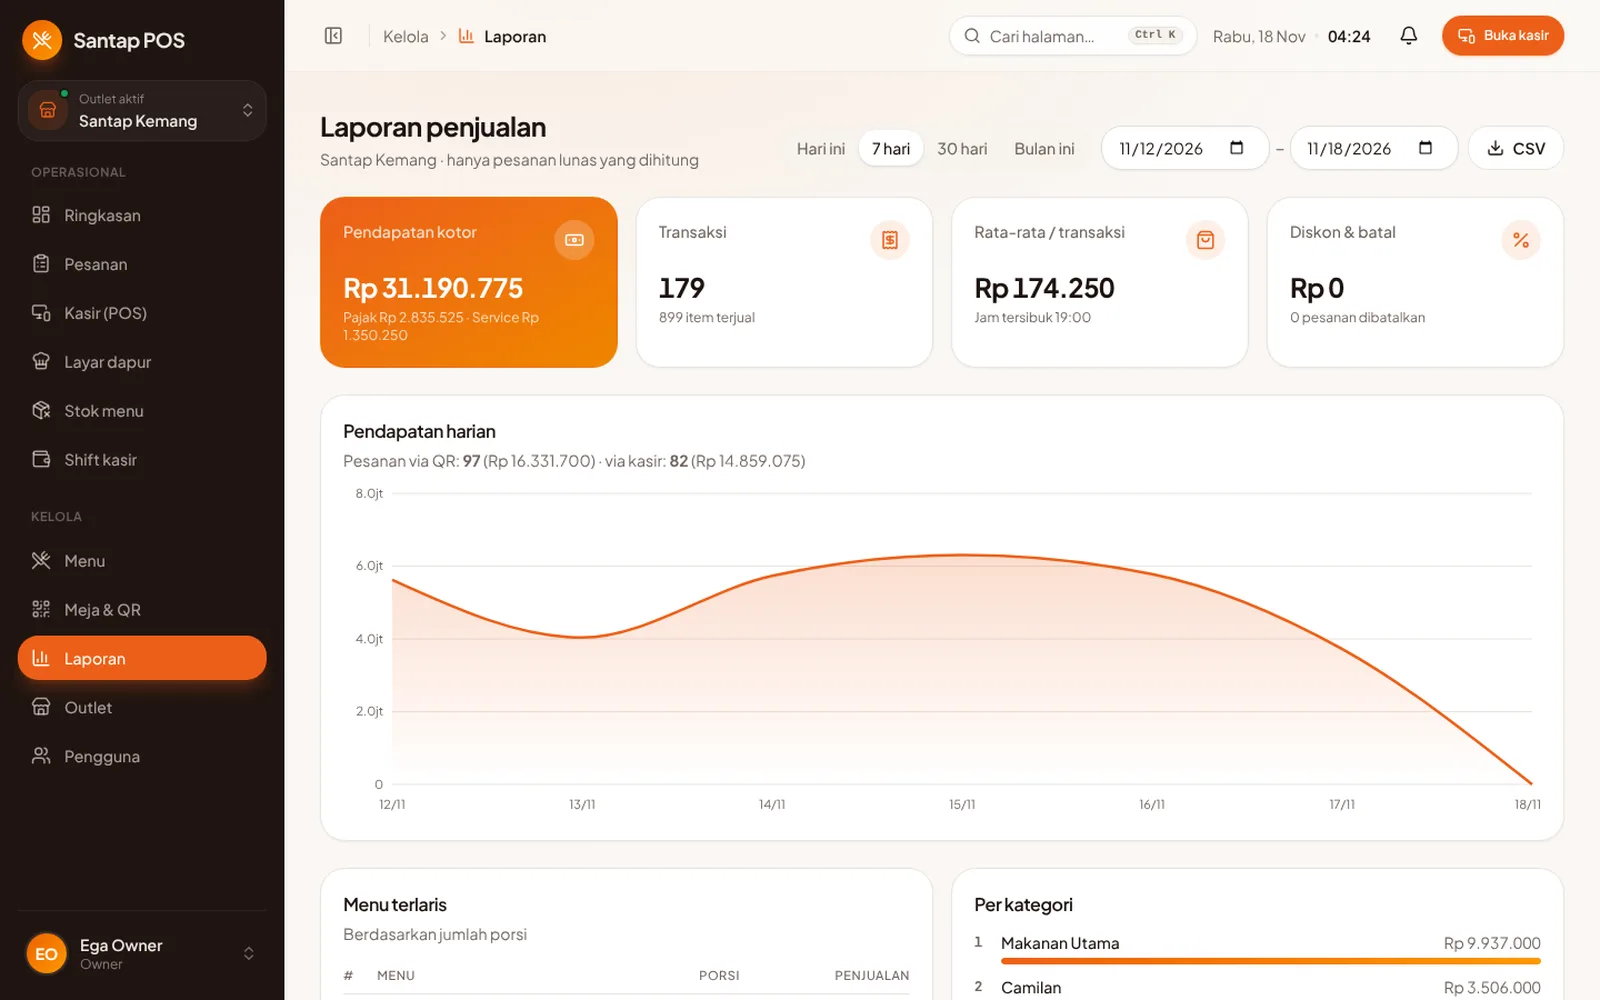 Santap POS
Outlet aktif
Santap Kemang
OPERASIONAL
Ringkasan
Pesanan
Kasir (POS)
Layar dapur
Stok menu
Shift kasir
KELOLA
Menu
Meja & QR
Laporan
Outlet
Pengguna
EO
Ega Owner
Owner
Kelola
Laporan
Cari halaman...
Ctrl K
Rabu, 18 Nov · 04:24
Buka kasir
Laporan penjualan
Santap Kemang · hanya pesanan lunas yang dihitung
Hari ini
7 hari
30 hari
Bulan ini
11/12/2026
–
11/18/2026
CSV
Pendapatan kotor
Rp 31.190.775
Pajak Rp 2.835.525 · Service Rp
1.350.250
Transaksi
179
899 item terjual
Rata-rata / transaksi
Rp 174.250
Jam tersibuk 19:00
Diskon & batal
Rp 0
0 pesanan dibatalkan
Pendapatan harian
Pesanan via QR: 97 (Rp 16.331.700) · via kasir: 82 (Rp 14.859.075)
8.0jt
6.0jt
4.0jt
2.0jt
0
12/11
13/11
14/11
15/11
16/11
17/11
18/11
Menu terlaris
Berdasarkan jumlah porsi
# MENU PORSI PENJUALAN
Per kategori
1 Makanan Utama Rp 9.937.000
2 Camilan Rp 3.506.000